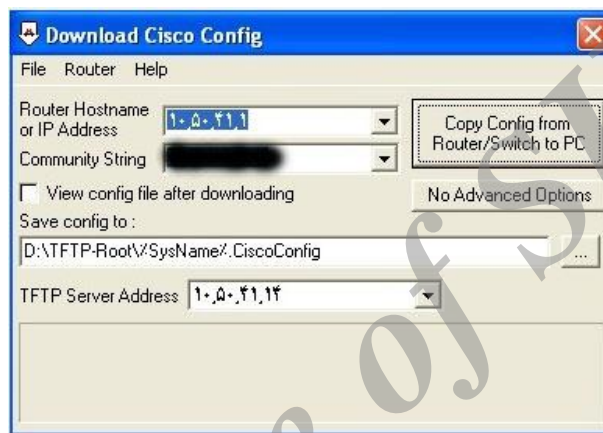 Download Cisco Config
File Router Help
Router Hostname
or IP Address
۱۰٫۵۰٫۴۱٫۱
Copy Config from
Router/Switch to PC
Community String
View config file after downloading
No Advanced Options
Save config to :
D:\TFTP-Root\%SysName%.CiscoConfig
...
TFTP Server Address ۱۰٫۵۰٫۴۱٫۱۴
of